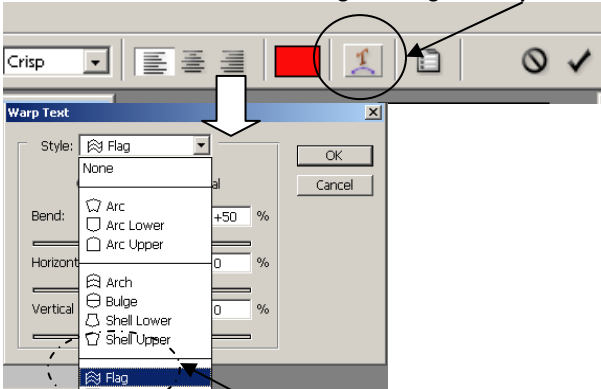 Crisp
Warp Text
Style: Flag
OK
None
Cancel
Arc
Bend: +50 %
Arc Lower
Arc Upper
Horizont 0 %
Arch
Bulge
Vertical 0 %
Shell Lower
Shell Upper
Flag